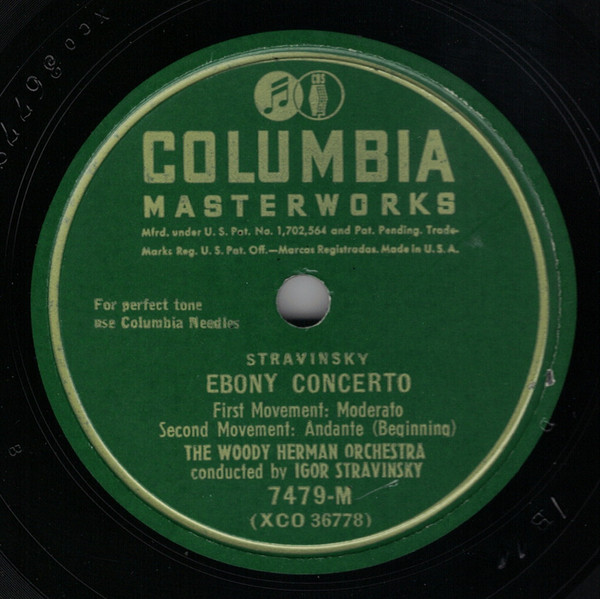 CBS
COLUMBIA
MASTERWORKS
Mfrd. under U. S. Pat. No. 1,702,564 and Pat. Pending. Trade-
Marks Reg. U. S. Pat. Off.—Marcas Registradas. Made in U. S. A.
For perfect tone
use Columbia Needles
STRAVINSKY
EBONY CONCERTO
First Movement: Moderato
Second Movement: Andante (Beginning)
THE WOODY HERMAN ORCHESTRA
conducted by IGOR STRAVINSKY
7479-M
(XCO 36778)